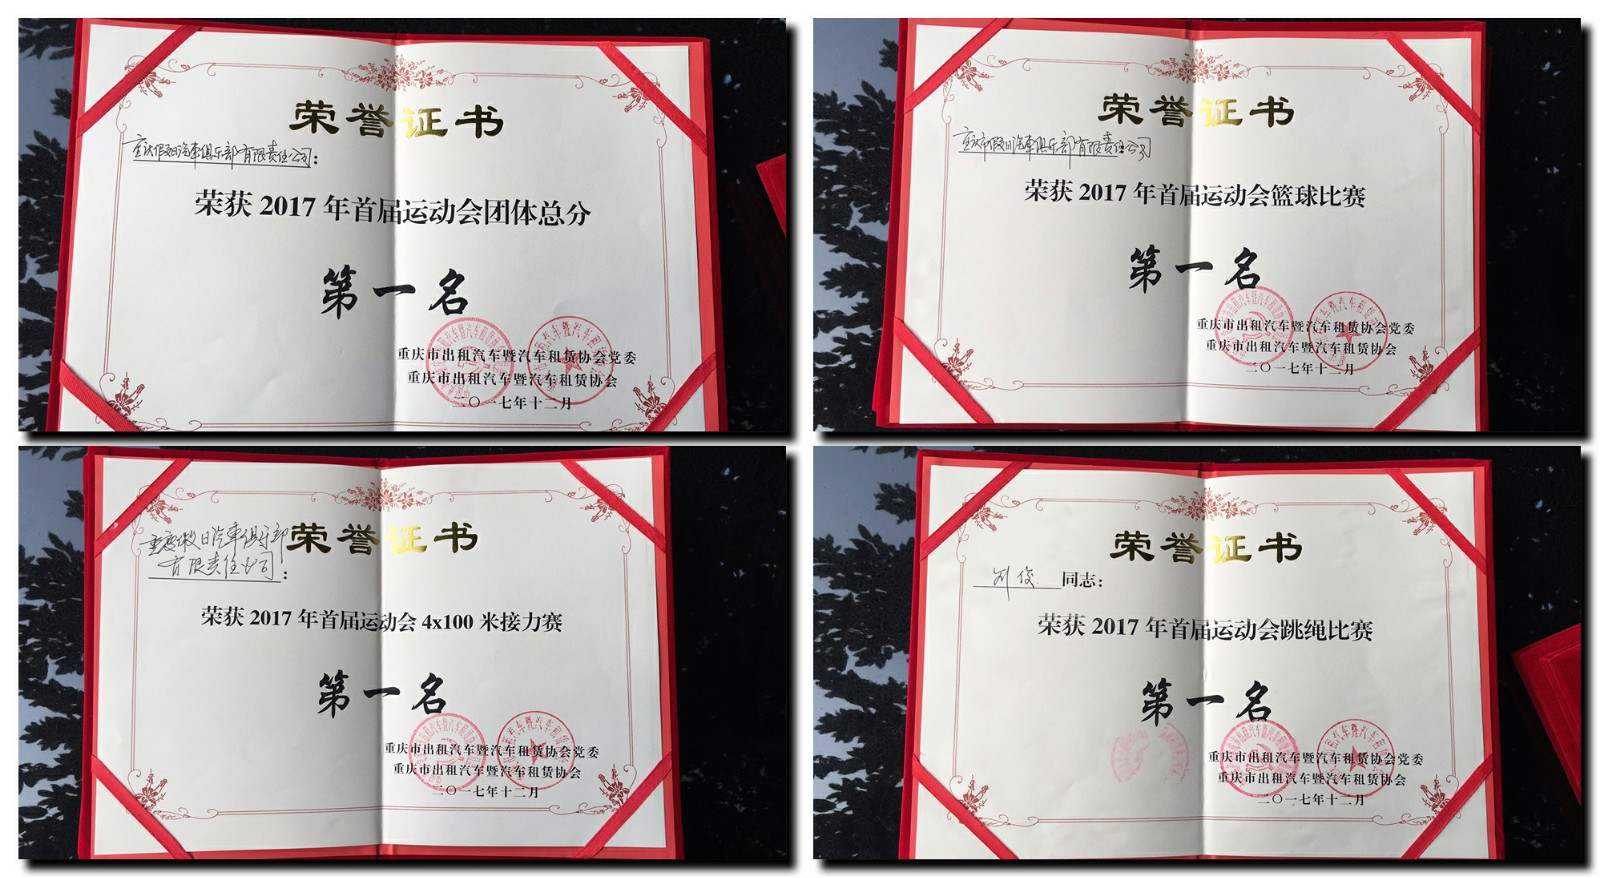 荣誉证书
重庆假日汽车俱乐部有限责任公司：
荣获 2017 年首届运动会团体总分
第一名
重庆市出租汽车暨汽车租赁协会党委
重庆市出租汽车暨汽车租赁协会
二〇一七年十二月
荣誉证书
重庆市假日汽车俱乐部有限责任公司
荣获 2017 年首届运动会篮球比赛
第一名
重庆市出租汽车暨汽车租赁协会党委
重庆市出租汽车暨汽车租赁协会
二〇一七年十二月
荣誉证书
重庆假日汽车俱乐部
有限责任公司：
荣获 2017 年首届运动会 4x100 米接力赛
第一名
重庆市出租汽车暨汽车租赁协会党委
重庆市出租汽车暨汽车租赁协会
二〇一七年十二月
荣誉证书
刘俊 同志：
荣获 2017 年首届运动会跳绳比赛
第一名
重庆市出租汽车暨汽车租赁协会党委
重庆市出租汽车暨汽车租赁协会
二〇一七年十二月